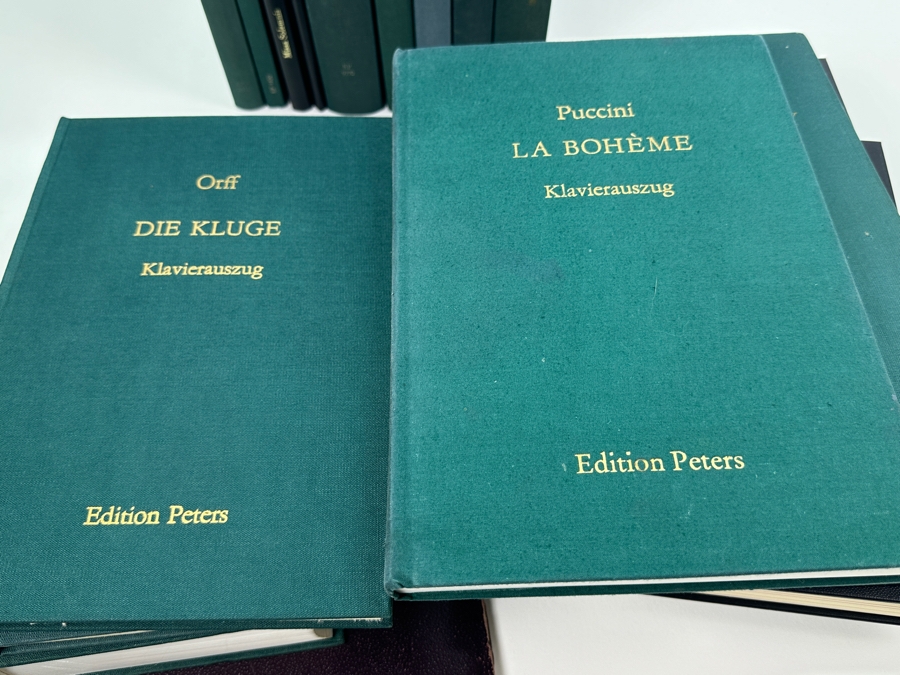 Orff
DIE KLUGE
Klavierauszug
Edition Peters
Puccini
LA BOHÈME
Klavierauszug
Edition Peters